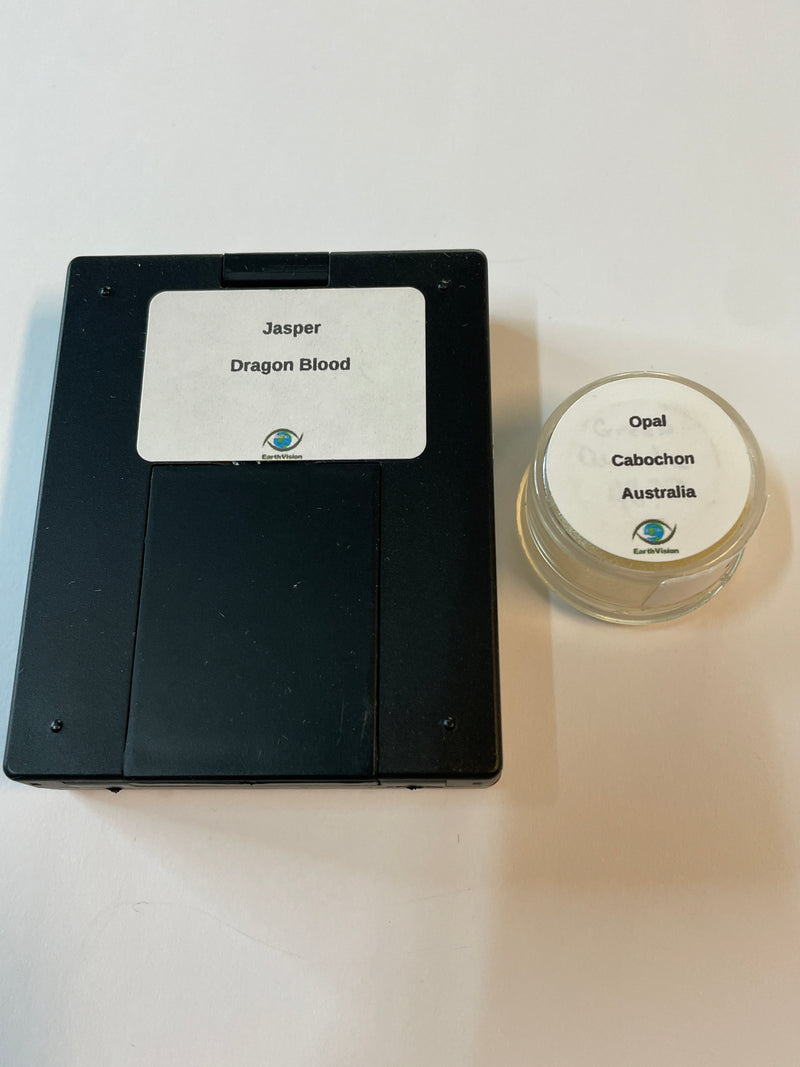 Jasper
Dragon Blood
EarthVision
Opal
Cabochon
Australia
EarthVision